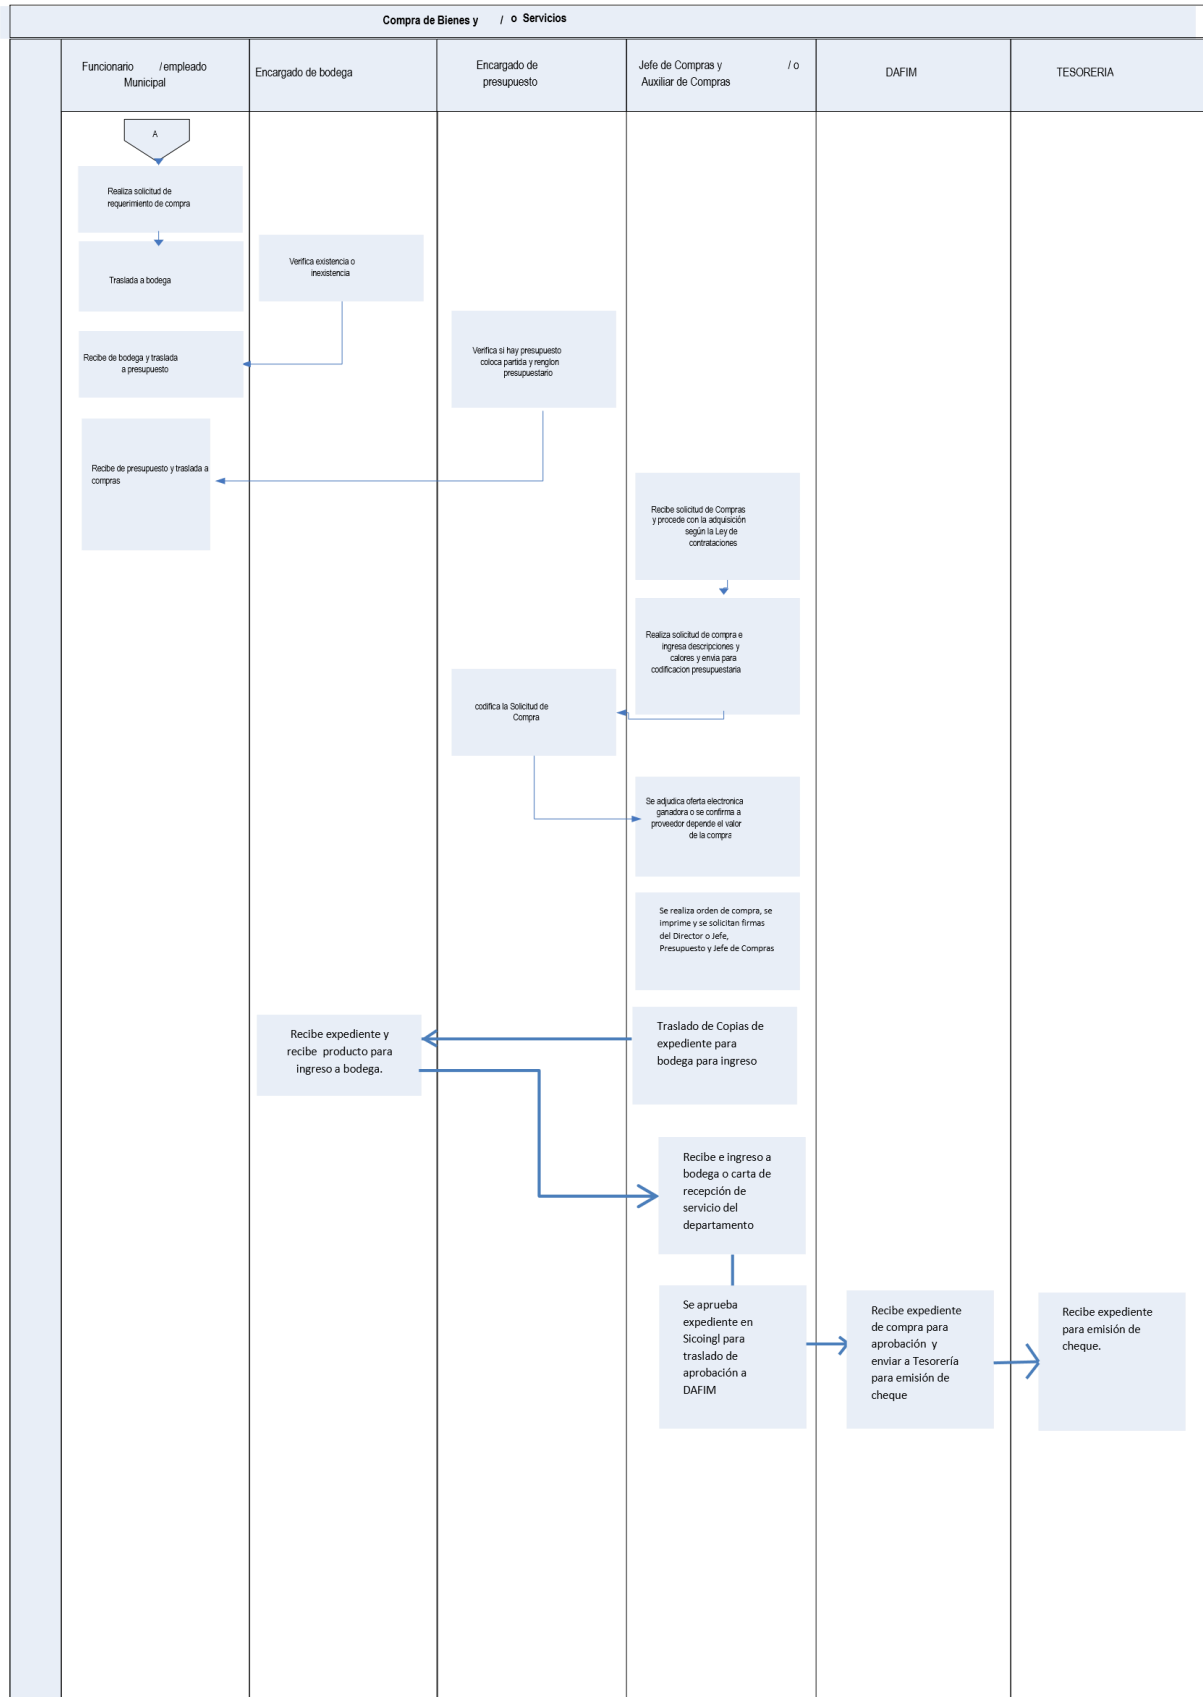 Compra de Bienes y / o Servicios
Funcionario /empleado
Municipal
Encargado de bodega
Encargado de
presupuesto
Jefe de Compras y / o
Auxiliar de Compras
DAFIM
TESORERIA
A
Realiza solicitud de
requerimiento de compra
Traslada a bodega
Verifica existencia o
inexistencia
Recibe de bodega y traslada
a presupuesto
Verifica si hay presupuesto
coloca partida y renglon
presupuestario
Recibe de presupuesto y traslada a
compras
Recibe solicitud de Compras
y procede con la adquisición
según la Ley de
contrataciones
Realiza solicitud de compra e
ingresa descripciones y
calores y envia para
codificacion presupuestaria
codifica la Solicitud de
Compra
Se adjudica oferta electronica
ganadora o se confirma a
proveedor depende el valor
de la compra
Se realiza orden de compra, se
imprime y se solicitan firmas
del Director o Jefe,
Presupuesto y Jefe de Compras
Traslado de Copias de
expediente para
bodega para ingreso
Recibe expediente y
recibe producto para
ingreso a bodega.
Recibe e ingreso a
bodega o carta de
recepción de
servicio del
departamento
Se aprueba
expediente en
Sicoingl para
traslado de
aprobación a
DAFIM
Recibe expediente
de compra para
aprobación y
enviar a Tesorería
para emisión de
cheque
Recibe expediente
para emisión de
cheque.